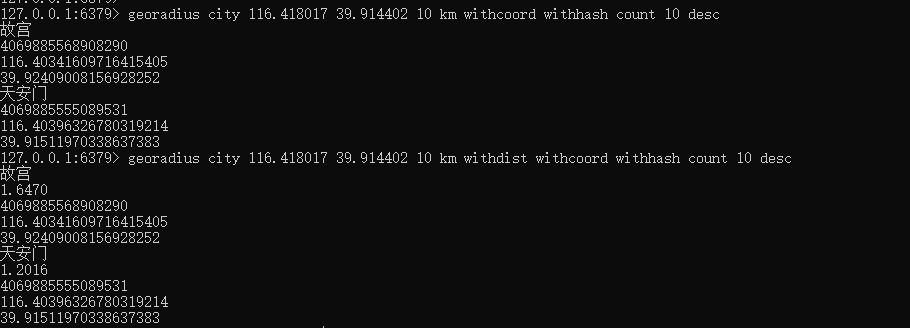 127.0.0.1:6379> georadius city 116.418017 39.914402 10 km withcoord withhash count 10 desc
故宫
4069885568908290
116.40341609716415405
39.92409008156928252
天安门
4069885555089531
116.40396326780319214
39.91511970338637383
127.0.0.1:6379> georadius city 116.418017 39.914402 10 km withdist withcoord withhash count 10 desc
故宫
1.6470
4069885568908290
116.40341609716415405
39.92409008156928252
天安门
1.2016
4069885555089531
116.40396326780319214
39.91511970338637383